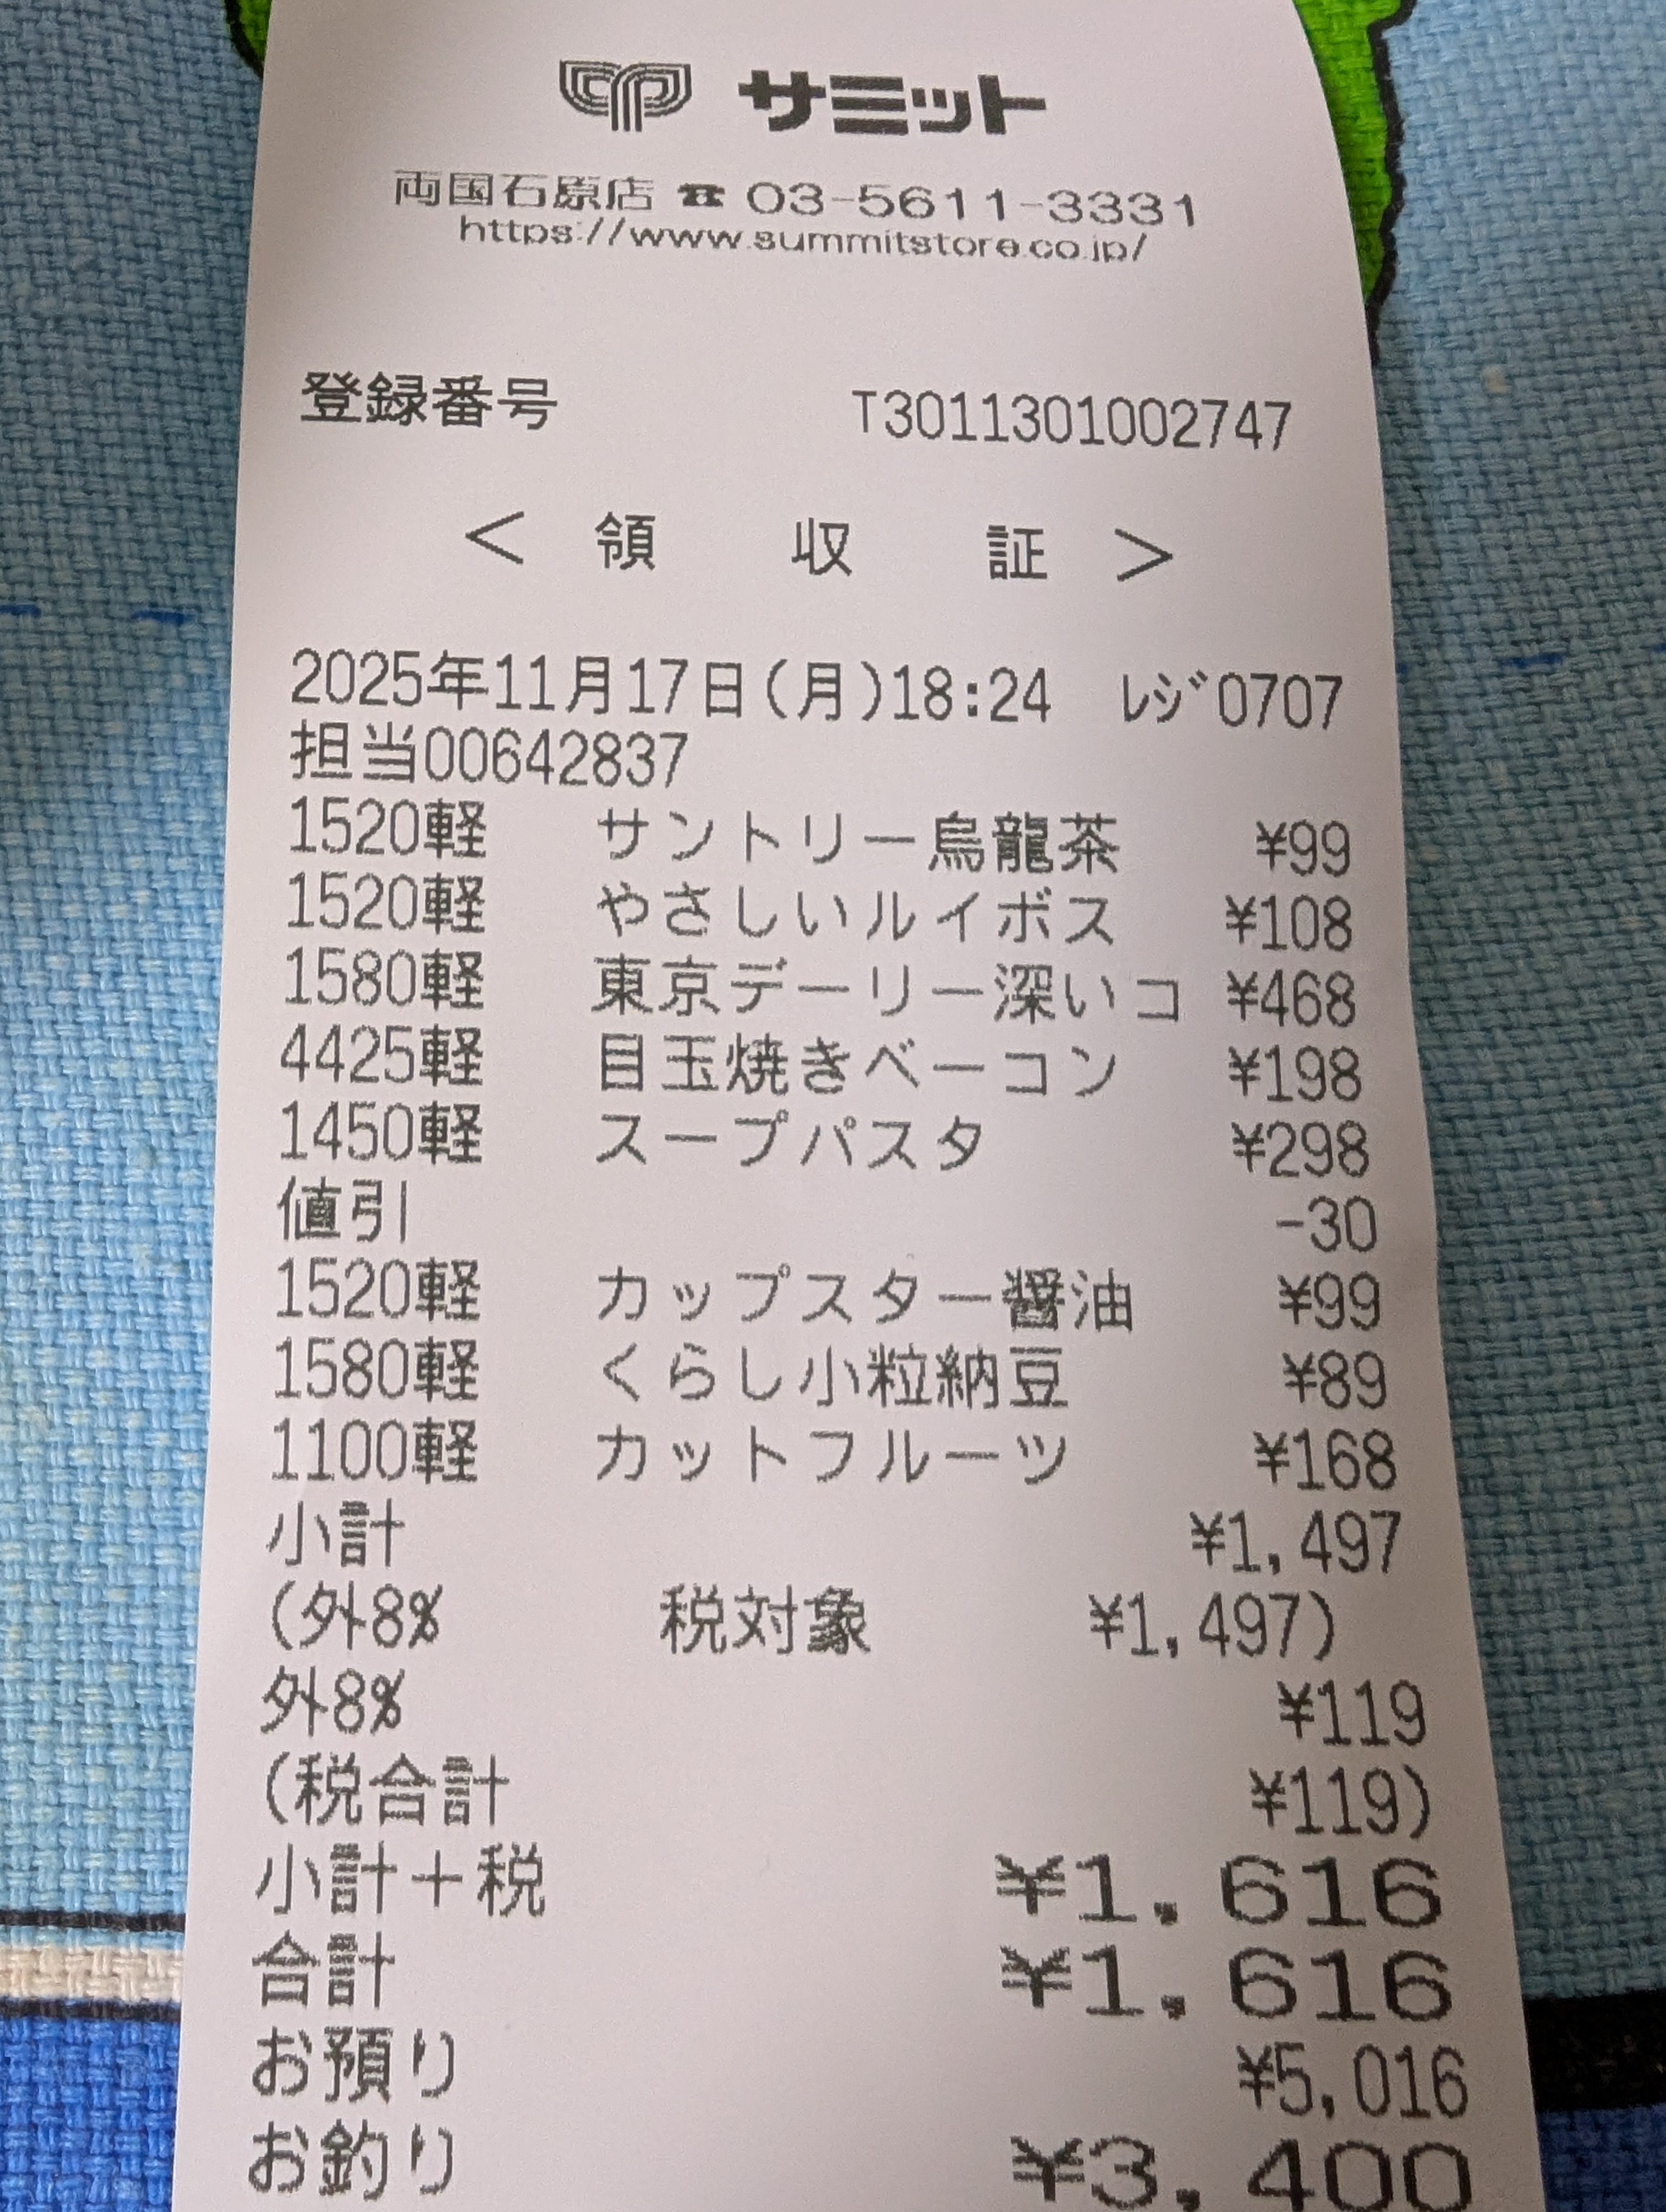 サミット
両国石原店 ☎ 03-5611-3331
https://www.summitstore.co.jp/
登録番号 T3011301002747
＜ 領 収 証 ＞
2025年11月17日(月)18:24 ﾚｼﾞ0707
担当00642837
1520軽 サントリー烏龍茶 ¥99
1520軽 やさしいルイボス ¥108
1580軽 東京デーリー深いコ ¥468
4425軽 目玉焼きベーコン ¥198
1450軽 スープパスタ ¥298
値引 -30
1520軽 カップスター醤油 ¥99
1580軽 くらし小粒納豆 ¥89
1100軽 カットフルーツ ¥168
小計 ¥1,497
(外8% 税対象 ¥1,497)
外8% ¥119
(税合計 ¥119)
小計＋税 ¥1,616
合計 ¥1,616
お預り ¥5,016
お釣り ¥3,400